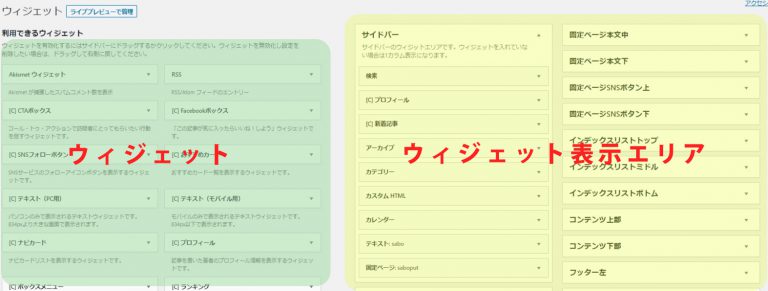 アクセシ
ウィジェット ライブプレビューで管理
利用できるウィジェット
ウィジェットを有効化するにはサイドバーにドラッグするかクリックしてください。ウィジェットを無効化し設定を
削除したい場合は、ドラッグして右側に戻してください。
Akismet ウィジェット
RSS
Akismet が捕獲したスパムコメント数を表示
RSS/Atom フィードのエントリー
[C] CTAボックス
[C] Facebookボックス
コール・トゥ・アクションで訪問者にとってもらいたい行動
を促すウィジェットです。
「この記事が気に入ったらいいね！しよう」ウィジェットで
す。
[C] SNSフォローボタン
[C] おすすめカード
SNSサービスのフォローアイコンボタンを表示するウィジェ
ットです。
おすすめカード一覧を表示するウィジェットです。
[C] テキスト（PC用）
[C] テキスト（モバイル用）
パソコンのみで表示されるテキストウィジェットです。
834pxより大きな画面で表示されます。
モバイルのみで表示されるテキストウィジェットです。
834px以下で表示されます。
[C] ナビカード
[C] プロフィール
ナビカードリストを表示するウィジェットです。
記事を書いた著者のプロフィール情報を表示するウィジェッ
トです。
[C] ボックスメニュー
[C] ランキング
ウィジェット
サイドバー
サイドバーのウィジットエリアです。ウィジェットを入れていな
い場合は1カラム表示になります。
検索
[C] プロフィール
[C] 新着記事
アーカイブ
カテゴリー
カスタム HTML
カレンダー
テキスト: sabo
固定ページ: saboput
固定ページ本文中
固定ページ本文下
固定ページSNSボタン上
固定ページSNSボタン下
インデックスリストトップ
インデックスリストミドル
インデックスリストボトム
コンテンツ上部
コンテンツ下部
フッター左
ウィジェット表示エリア